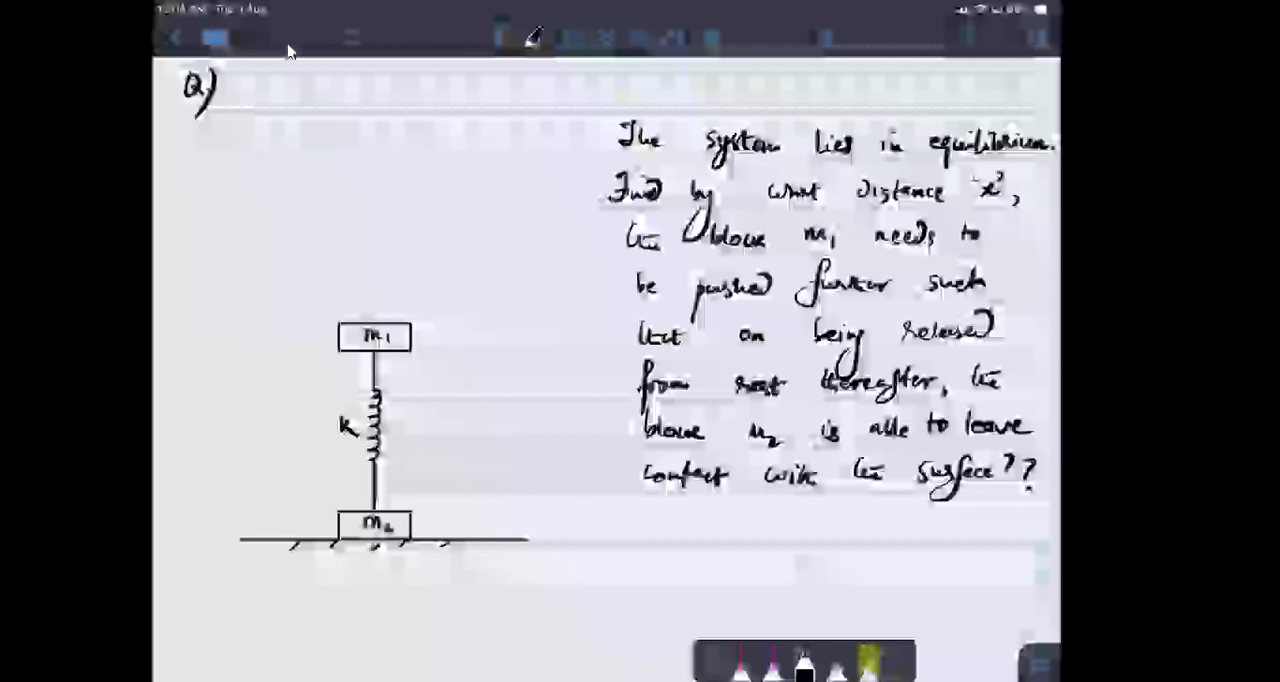 Q)
The system lies in equilibrium.
Find by what distance 'x',
the block m1 needs to
be pushed further such
that on being released
from rest thereafter, the
block m2 is able to leave
contact with the surface??
m1
k
m2